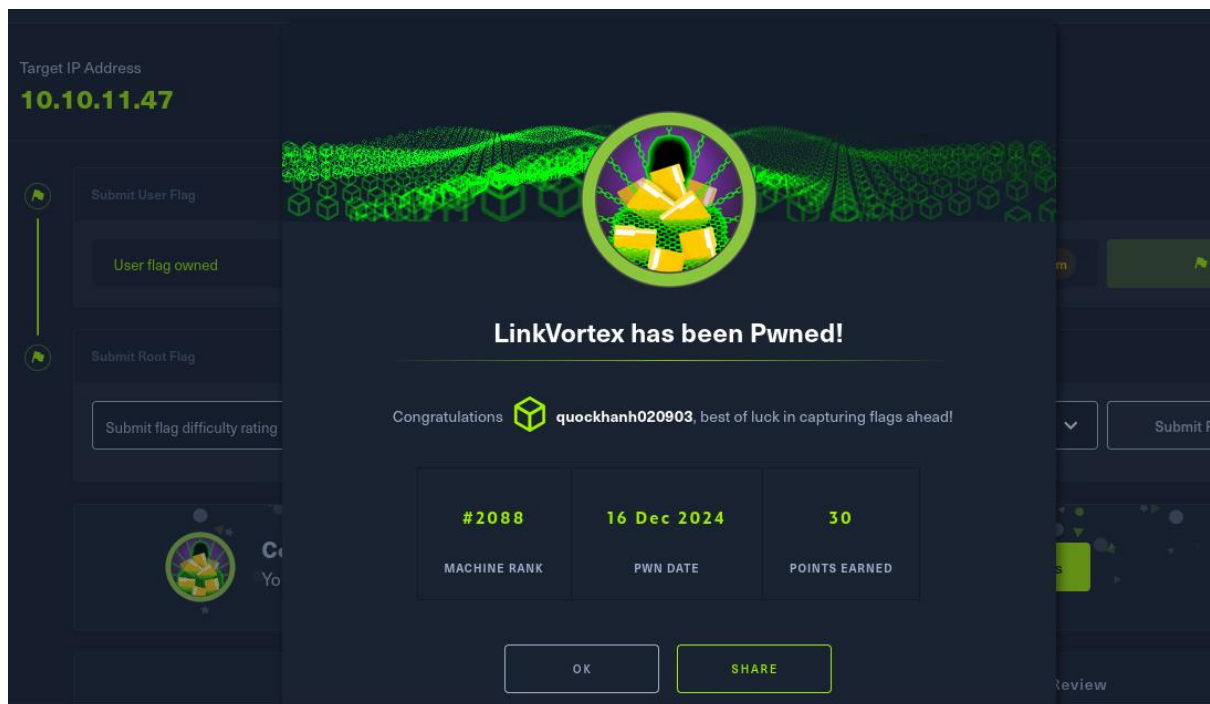 Target IP Address
10.10.11.47
Submit User Flag
User flag owned
LinkVortex has been Pwned!
Submit Root Flag
Congratulations quockhanh020903, best of luck in capturing flags ahead!
Submit flag difficulty rating
Submit
#2088 16 Dec 2024 30
MACHINE RANK PWN DATE POINTS EARNED
OK SHARE
Review